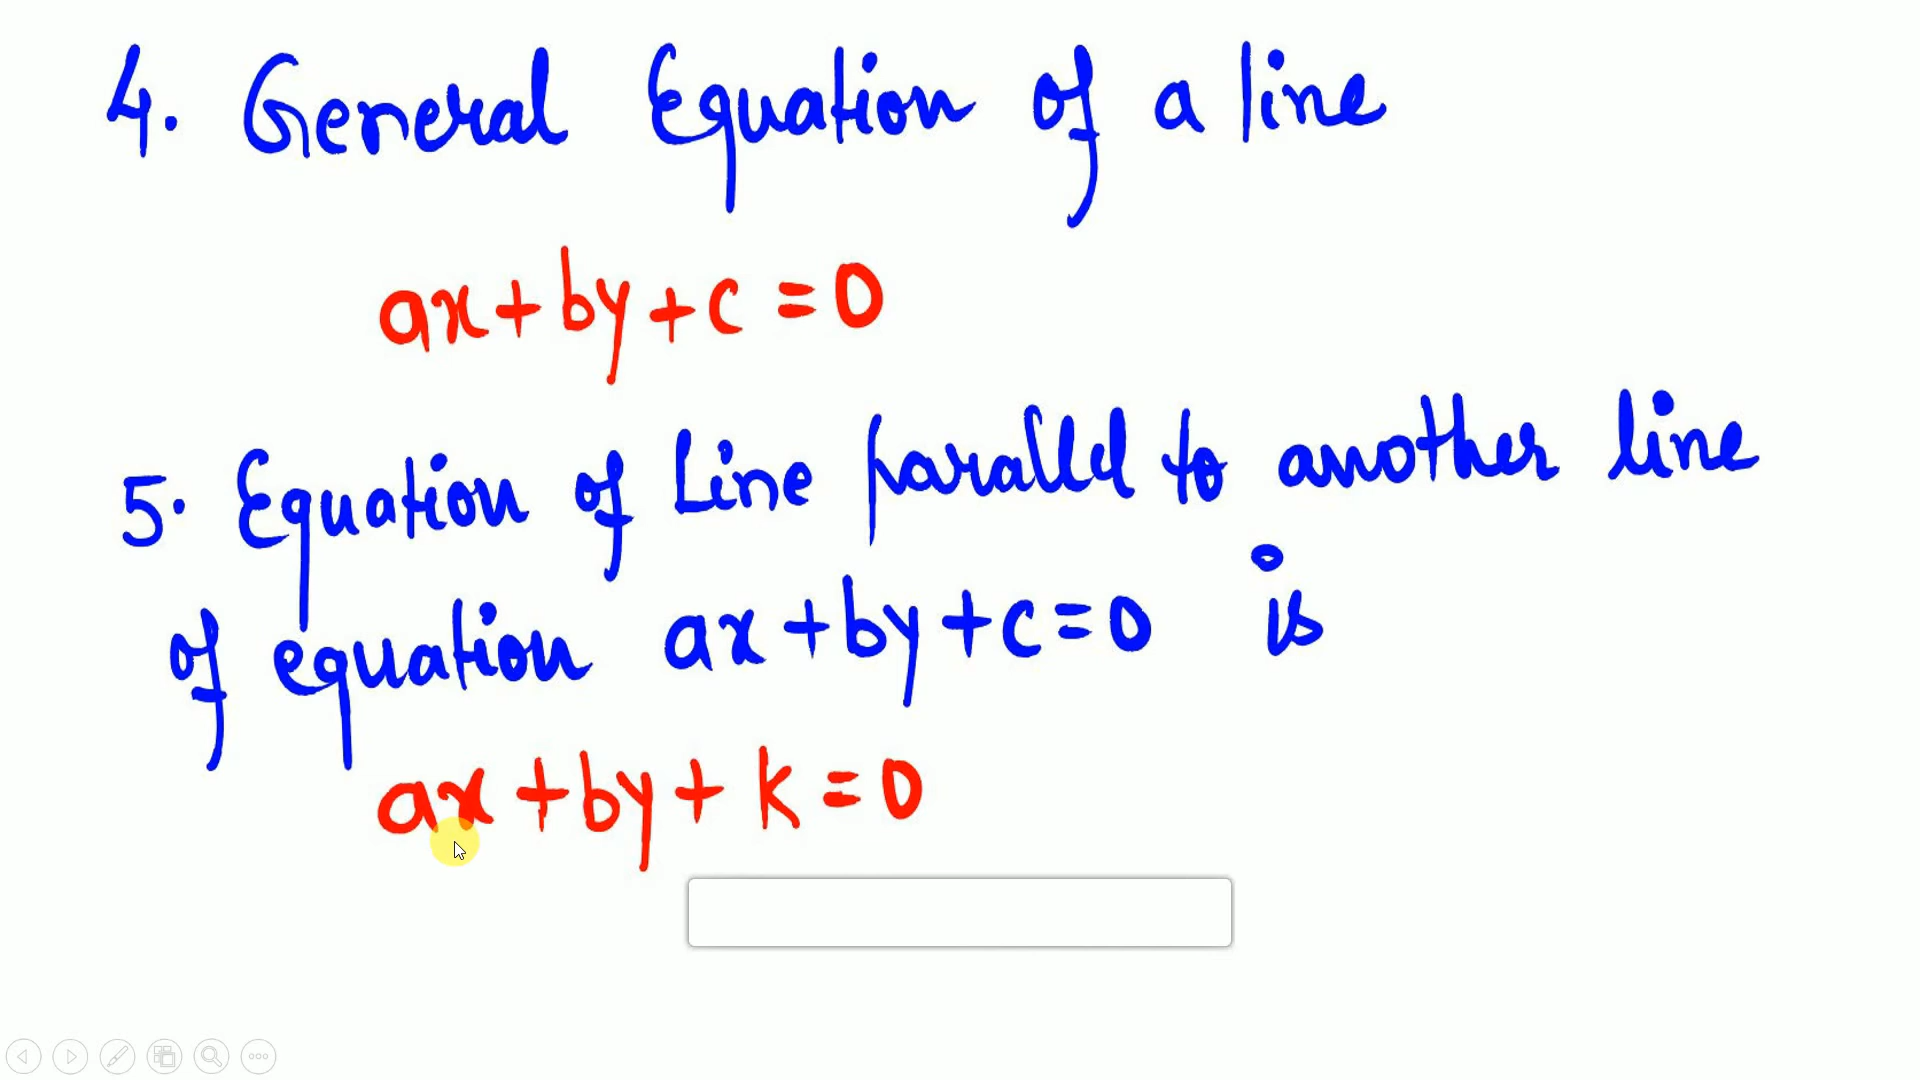 4. General Equation of a line
ax+by+c=0
5. Equation of Line parallel to another line
of equation ax+by+c=0 is
ax+by+k=0